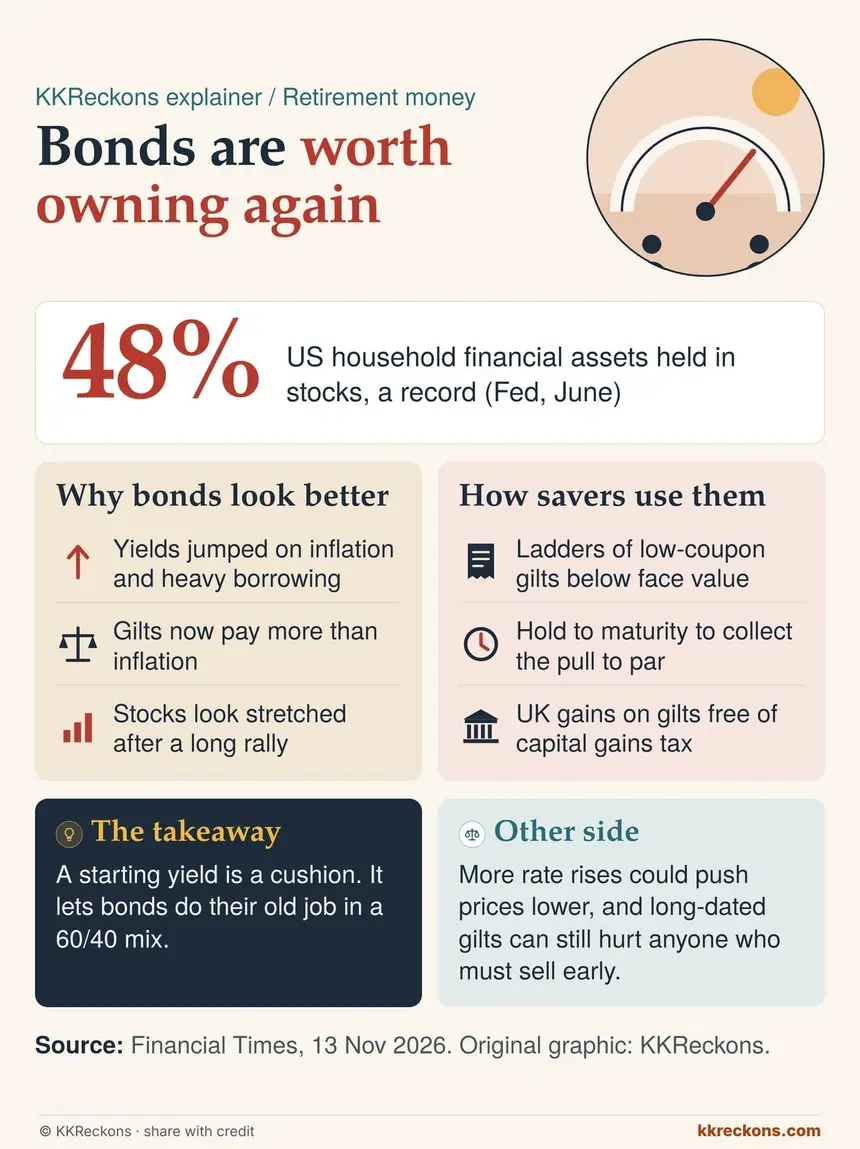 KKReckons explainer / Retirement money
Bonds are worth
owning again
48%
US household financial assets held in
stocks, a record (Fed, June)
Why bonds look better
Yields jumped on inflation
and heavy borrowing
Gilts now pay more than
inflation
Stocks look stretched
after a long rally
How savers use them
Ladders of low-coupon
gilts below face value
Hold to maturity to collect
the pull to par
UK gains on gilts free of
capital gains tax
The takeaway
A starting yield is a cushion. It
lets bonds do their old job in a
60/40 mix.
Other side
More rate rises could push
prices lower, and long-dated
gilts can still hurt anyone who
must sell early.
Source: Financial Times, 13 Nov 2026. Original graphic: KKReckons.
© KKReckons · share with credit
kkreckons.com